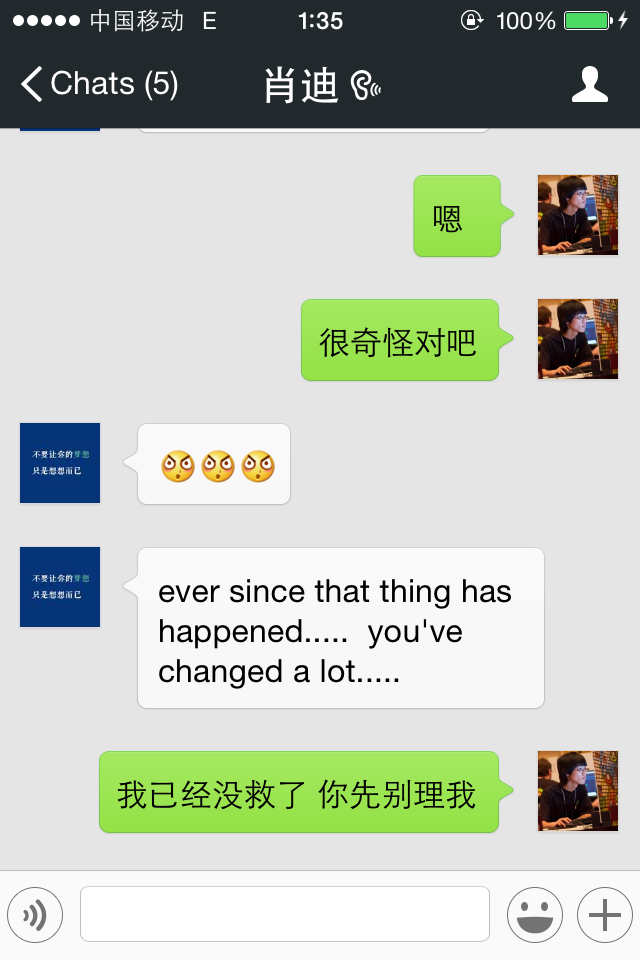 中国移动 E 1:35 100%
Chats (5) 肖迪
嗯
很奇怪对吧
不要让你的梦想
只是想想而已
ever since that thing has
happened..... you've
changed a lot.....
不要让你的梦想
只是想想而已
我已经没救了 你先别理我